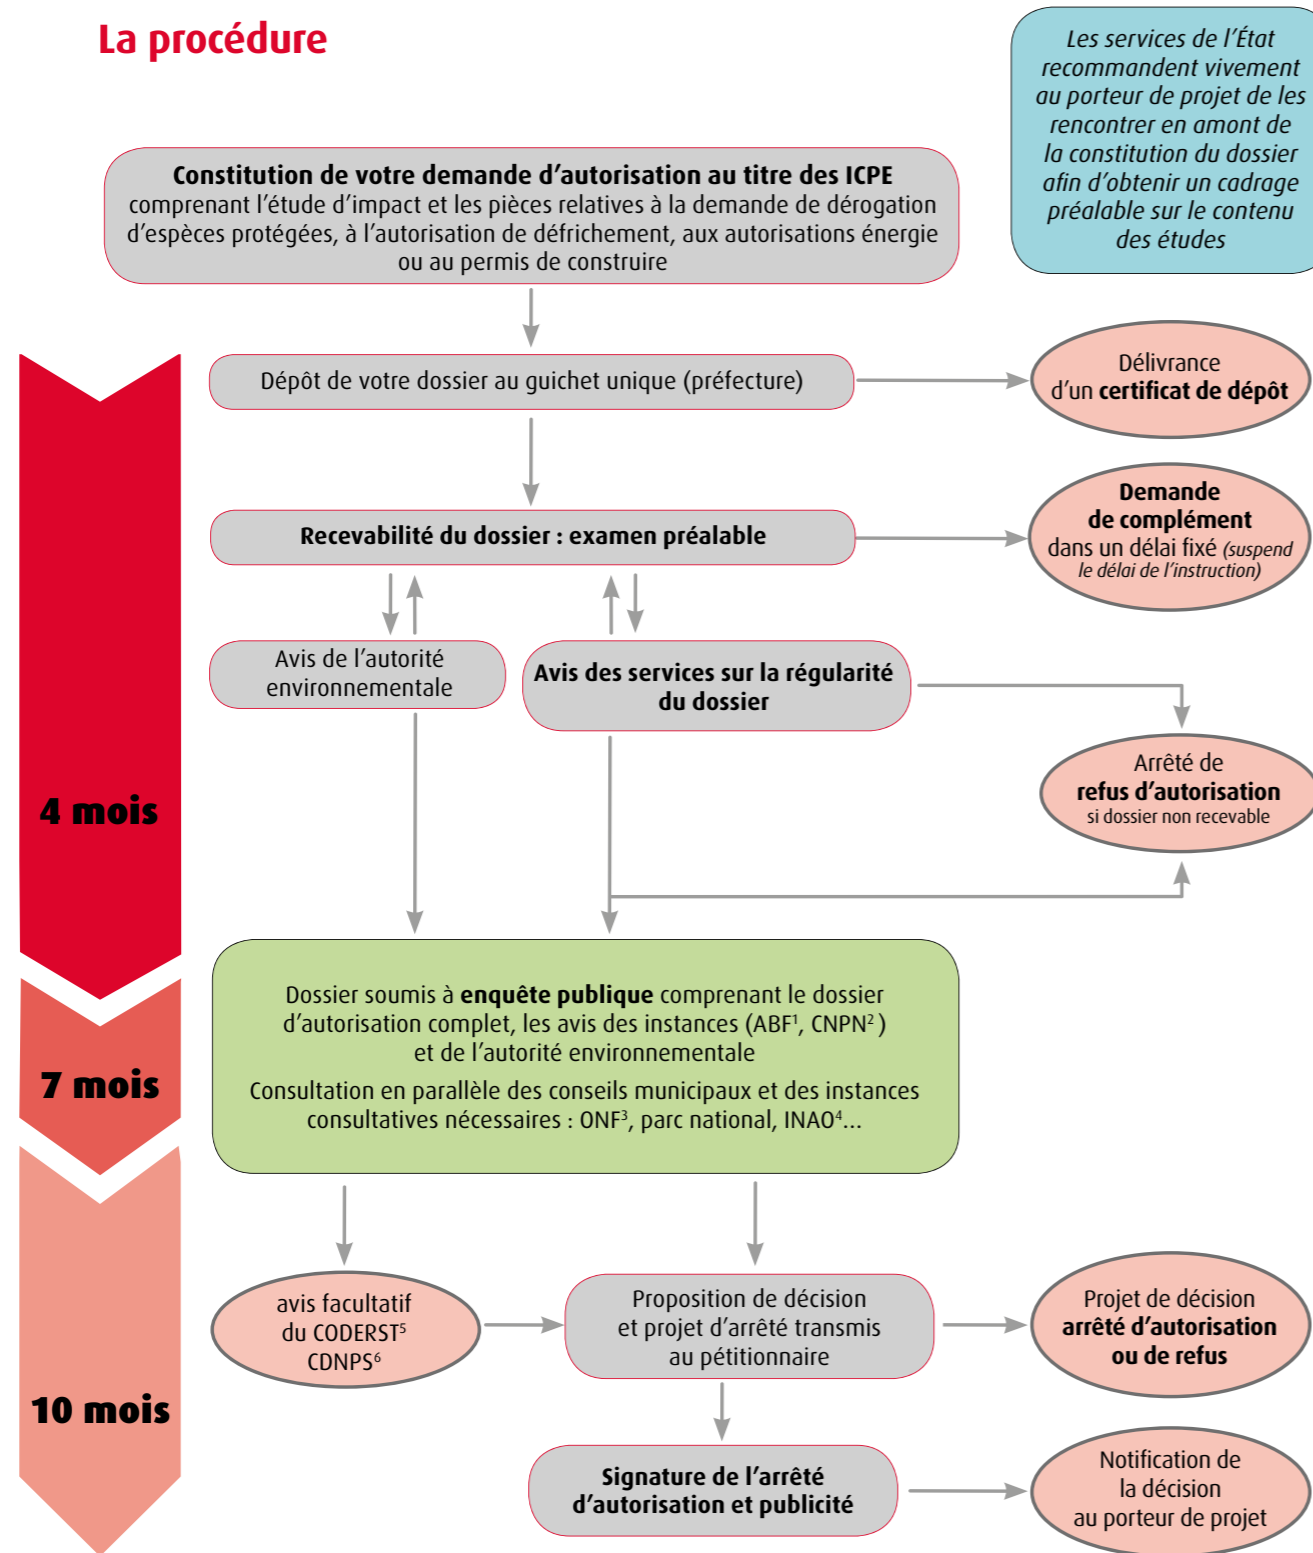 La procédure
Les services de l'État
recommandent vivement
au porteur de projet de les
rencontrer en amont de
la constitution du dossier
afin d'obtenir un cadrage
préalable sur le contenu
des études
Constitution de votre demande d'autorisation au titre des ICPE
comprenant l'étude d'impact et les pièces relatives à la demande de dérogation
d'espèces protégées, à l'autorisation de défrichement, aux autorisations énergie
ou au permis de construire
Dépôt de votre dossier au guichet unique (préfecture)
Délivrance
d'un certificat de dépôt
Recevabilité du dossier : examen préalable
Demande
de complément
dans un délai fixé (suspend
le délai de l'instruction)
Avis de l'autorité
environnementale
Avis des services sur la régularité
du dossier
Arrêté de
refus d'autorisation
si dossier non recevable
4 mois
Dossier soumis à enquête publique comprenant le dossier
d'autorisation complet, les avis des instances (ABF¹, CNPN² )
et de l'autorité environnementale
Consultation en parallèle des conseils municipaux et des instances
consultatives nécessaires : ONF³, parc national, INAO⁴...
7 mois
avis facultatif
du CODERST⁵
CDNPS⁶
Proposition de décision
et projet d'arrêté transmis
au pétitionnaire
Projet de décision
arrêté d'autorisation
ou de refus
10 mois
Signature de l'arrêté
d'autorisation et publicité
Notification de
la décision
au porteur de projet